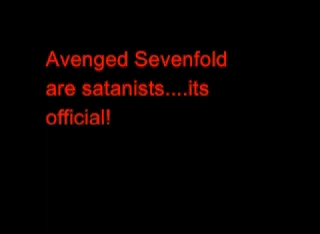 Avenged Sevenfold
are satanists....its
official!